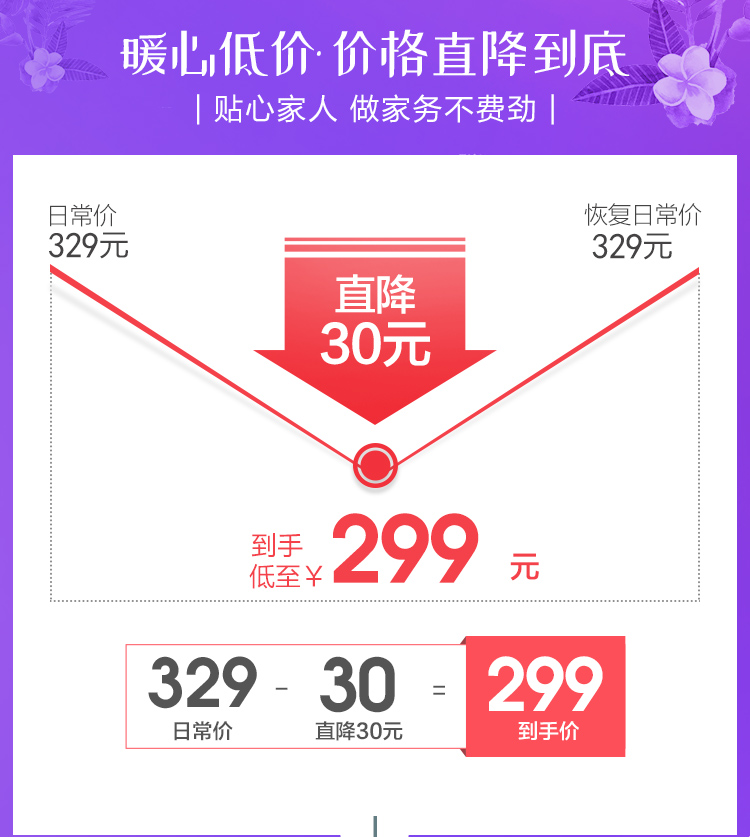 暖心低价·价格直降到底
|贴心家人 做家务不费劲|
日常价
329元
恢复日常价
329元
直降
30元
到手
低至¥299 元
329 - 30 = 299
日常价 直降30元 到手价